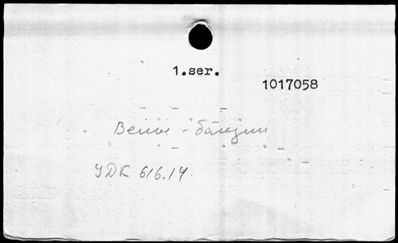 1.ser.
1017058
Вены - болезни
УДК 616.14